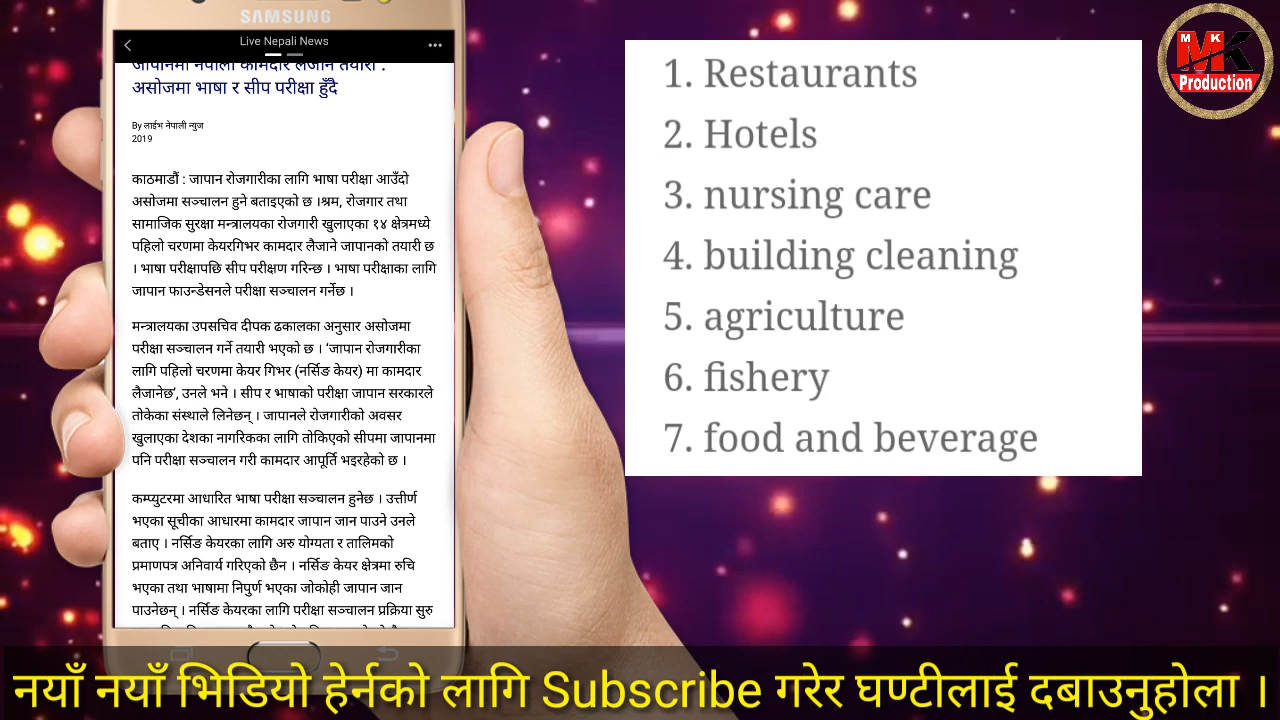 SAMSUNG
Live Nepali News
जापानमा नेपाली कामदार लैजाने तयारी :
असोजमा भाषा र सीप परीक्षा हुँदै
By लाईभ नेपाली न्युज
2019
काठमाडौं : जापान रोजगारीका लागि भाषा परीक्षा आउँदो
असोजमा सञ्चालन हुने बताइएको छ ।श्रम, रोजगार तथा
सामाजिक सुरक्षा मन्त्रालयका रोजगारी खुलाएका १४ क्षेत्रमध्ये
पहिलो चरणमा केयरगिभर कामदार लैजाने जापानको तयारी छ
। भाषा परीक्षापछि सीप परीक्षण गरिन्छ । भाषा परीक्षाका लागि
जापान फाउन्डेसनले परीक्षा सञ्चालन गर्नेछ ।
मन्त्रालयका उपसचिव दीपक ढकालका अनुसार असोजमा
परीक्षा सञ्चालन गर्ने तयारी भएको छ । ‘जापान रोजगारीका
लागि पहिलो चरणमा केयर गिभर (नर्सिङ केयर) मा कामदार
लैजानेछ’, उनले भने । सीप र भाषाको परीक्षा जापान सरकारले
तोकेका संस्थाले लिनेछन् । जापानले रोजगारीको अवसर
खुलाएका देशका नागरिकका लागि तोकिएको सीपमा जापानमा
पनि परीक्षा सञ्चालन गरी कामदार आपूर्ति भइरहेको छ ।
कम्प्युटरमा आधारित भाषा परीक्षा सञ्चालन हुनेछ । उत्तीर्ण
भएका सूचीका आधारमा कामदार जापान जान पाउने उनले
बताए । नर्सिङ केयरका लागि अरु योग्यता र तालिमको
प्रमाणपत्र अनिवार्य गरिएको छैन । नर्सिङ केयर क्षेत्रमा रुचि
भएका तथा भाषामा निपुर्ण भएका जोकोही जापान जान
पाउनेछन् । नर्सिङ केयरका लागि परीक्षा सञ्चालन प्रक्रिया सुरु
1. Restaurants
2. Hotels
3. nursing care
4. building cleaning
5. agriculture
6. fishery
7. food and beverage
M K
MK
Production
नयाँ नयाँ भिडियो हेर्नको लागि Subscribe गरेर घण्टीलाई दबाउनुहोला ।